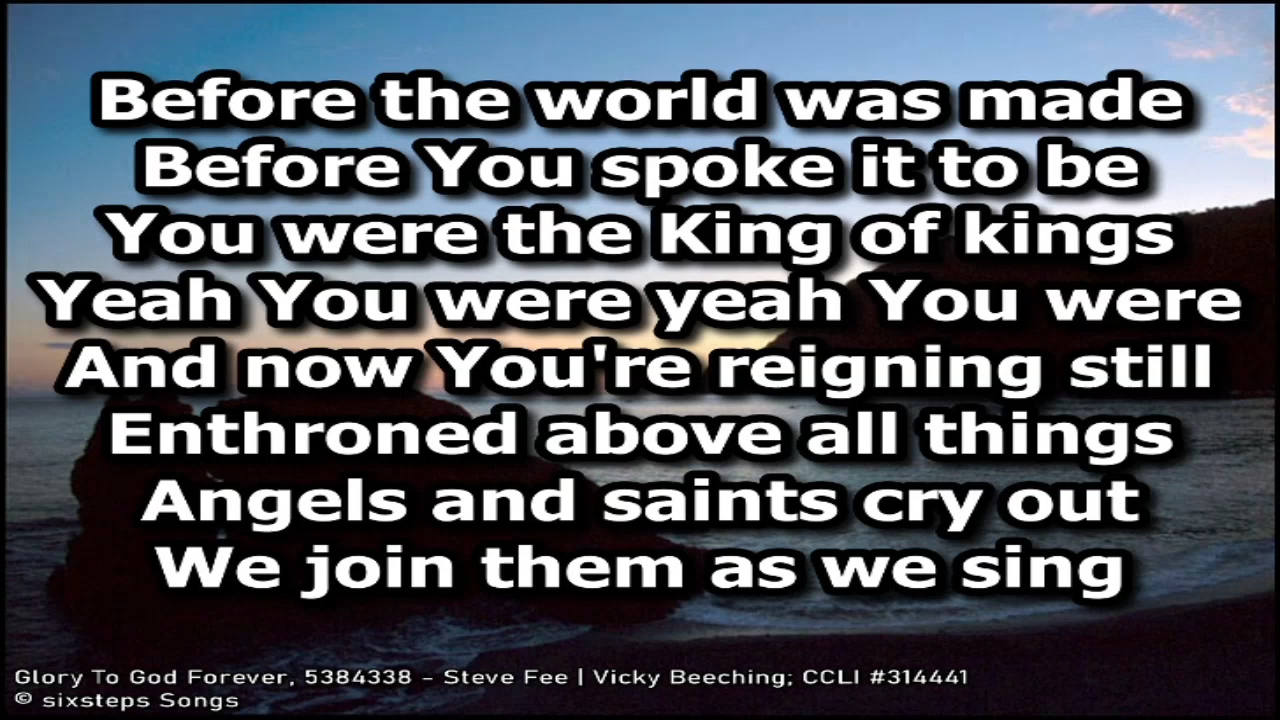 Before the world was made
Before You spoke it to be
You were the King of kings
Yeah You were yeah You were
And now You're reigning still
Enthroned above all things
Angels and saints cry out
We join them as we sing
Glory To God Forever, 5384338 - Steve Fee | Vicky Beeching; CCLI #314441
© sixsteps Songs